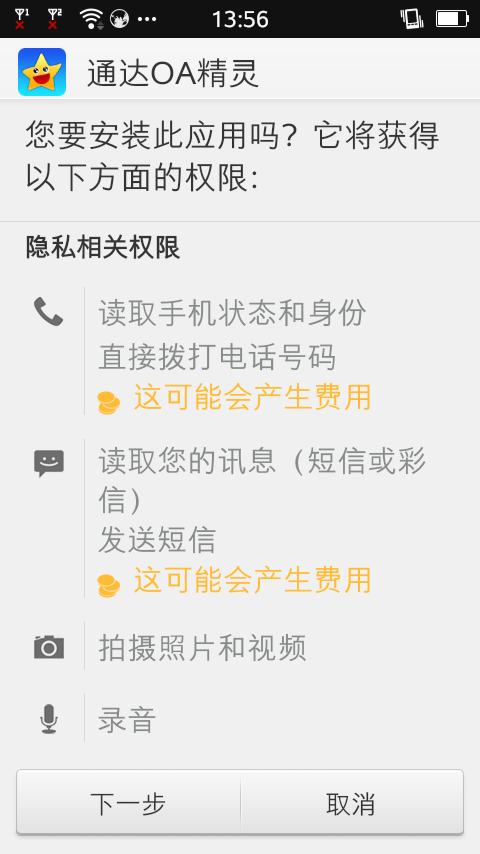 13:56
通达OA精灵
您要安装此应用吗？它将获得
以下方面的权限：
隐私相关权限
读取手机状态和身份
直接拨打电话号码
这可能会产生费用
读取您的讯息（短信或彩
信）
发送短信
这可能会产生费用
拍摄照片和视频
录音
下一步 取消